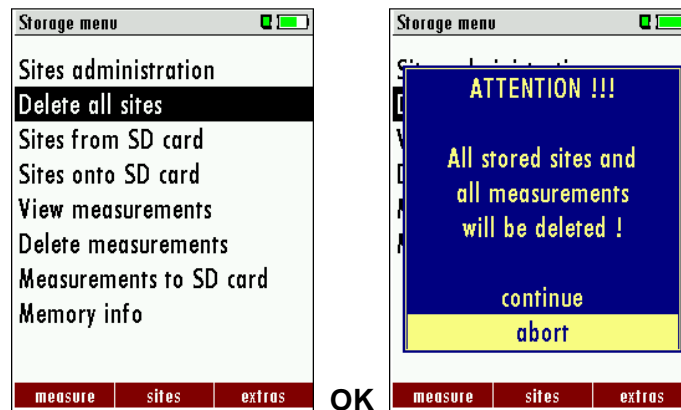 Storage menu
Sites administration
Delete all sites
Sites from SD card
Sites onto SD card
View measurements
Delete measurements
Measurements to SD card
Memory info
measure sites extras
OK
Storage menu
ATTENTION !!!
All stored sites and
all measurements
will be deleted !
continue
abort
measure sites extras